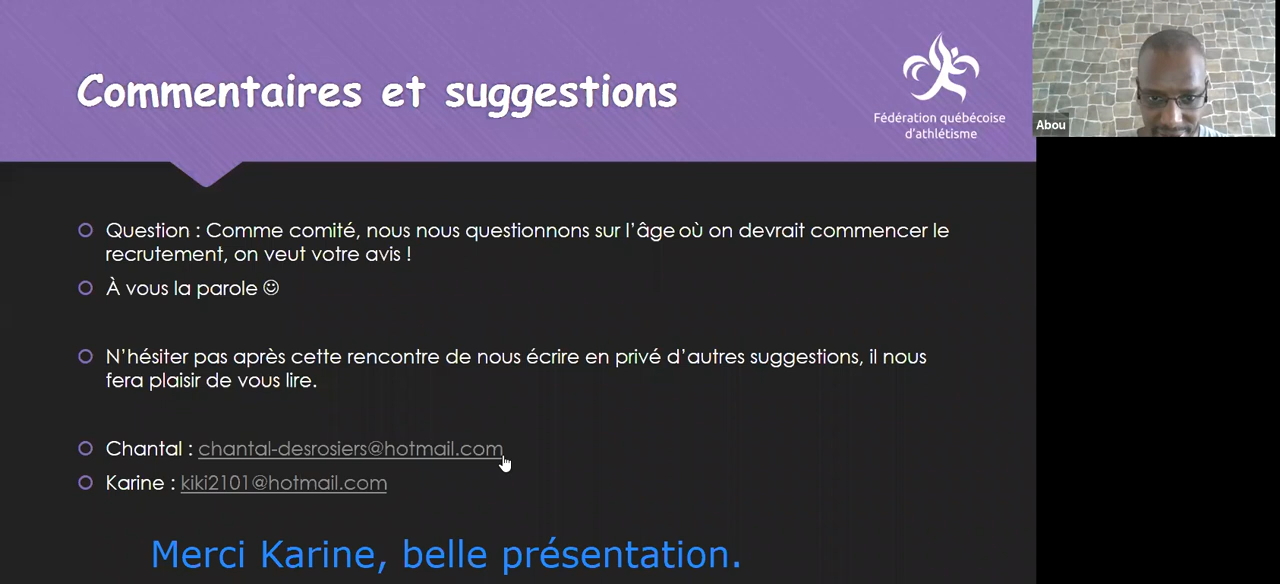 Commentaires et suggestions
Fédération québécoise
d'athlétisme
Abou
Question : Comme comité, nous nous questionnons sur l'âge où on devrait commencer le
recrutement, on veut votre avis !
À vous la parole ☺
N'hésiter pas après cette rencontre de nous écrire en privé d'autres suggestions, il nous
fera plaisir de vous lire.
Chantal : chantal-desrosiers@hotmail.com
Karine : kiki2101@hotmail.com
Merci Karine, belle présentation.